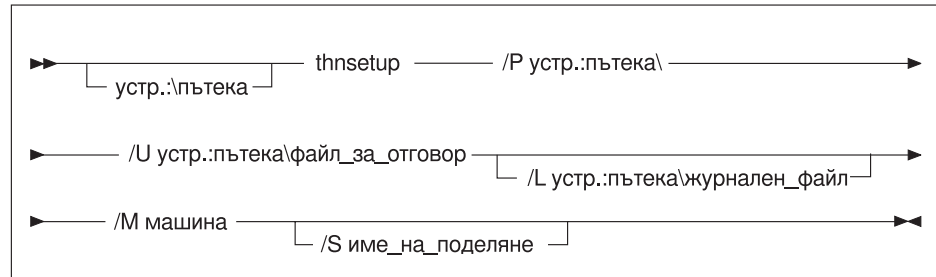 thnsetup /P устр.:пътека\
устр.:\пътека
/U устр.:пътека\файл_за_отговор
/L устр.:пътека\журнален_файл
/M машина
/S име_на_поделяне